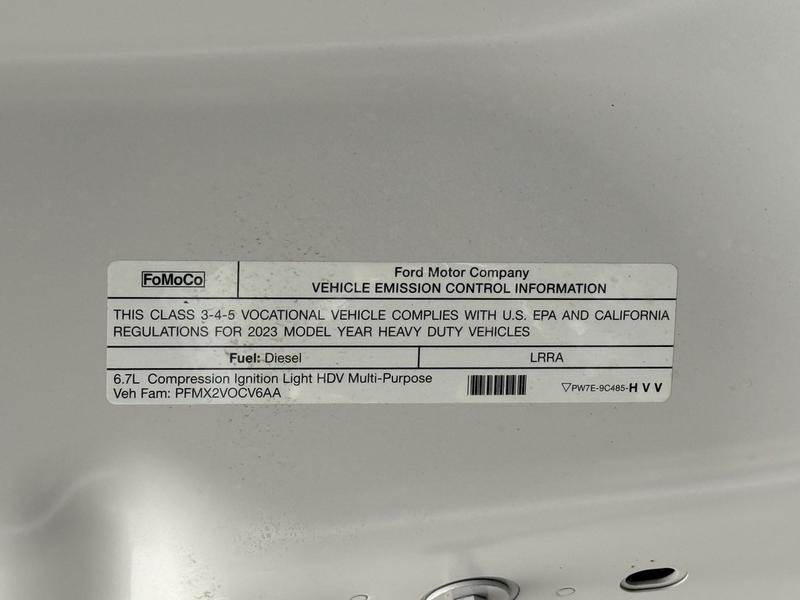 FoMoCo
Ford Motor Company
VEHICLE EMISSION CONTROL INFORMATION
THIS CLASS 3-4-5 VOCATIONAL VEHICLE COMPLIES WITH U.S. EPA AND CALIFORNIA
REGULATIONS FOR 2023 MODEL YEAR HEAVY DUTY VEHICLES
Fuel: Diesel
LRRA
6.7L Compression Ignition Light HDV Multi-Purpose
Veh Fam: PFMX2VOCV6AA
▽PW7E-9C485-HVV